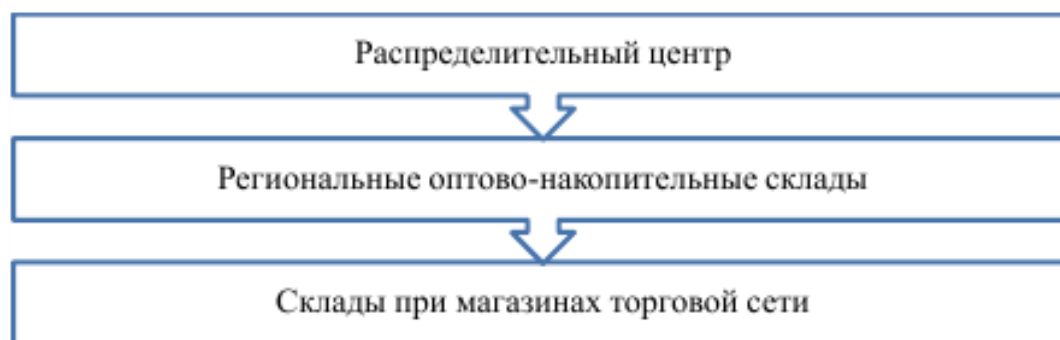 Распределительный центр
Региональные оптово-накопительные склады
Склады при магазинах торговой сети